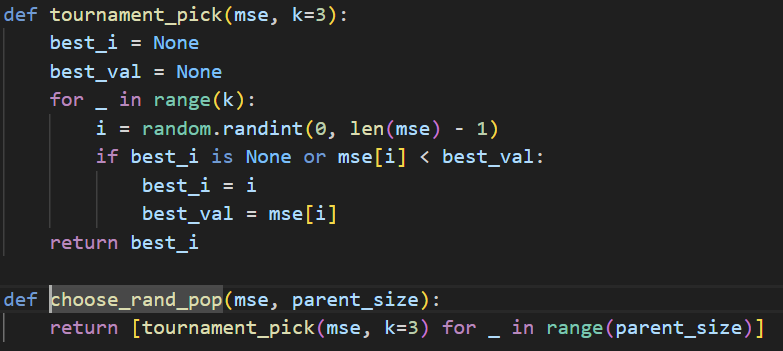 def tournament_pick(mse, k=3):
    best_i = None
    best_val = None
    for _ in range(k):
        i = random.randint(0, len(mse) - 1)
        if best_i is None or mse[i] < best_val:
            best_i = i
            best_val = mse[i]
    return best_i

def choose_rand_pop(mse, parent_size):
    return [tournament_pick(mse, k=3) for _ in range(parent_size)]